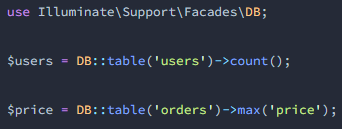 use Illuminate\Support\Facades\DB;
$users = DB::table('users')->count();
$price = DB::table('orders')->max('price');